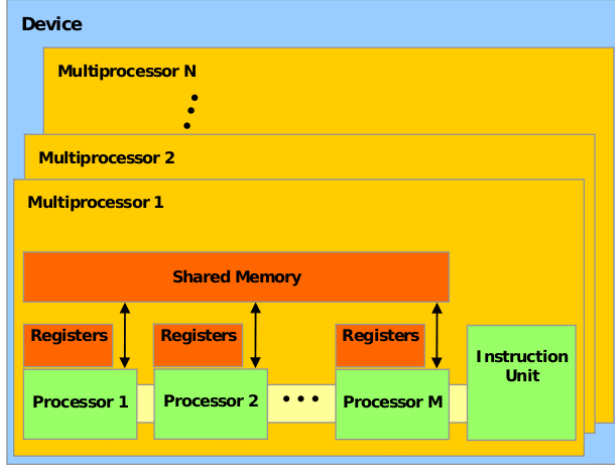 Device
Multiprocessor N
Multiprocessor 2
Multiprocessor 1
Shared Memory
Registers
Registers
Registers
Instruction
Unit
Processor 1
Processor 2
Processor M